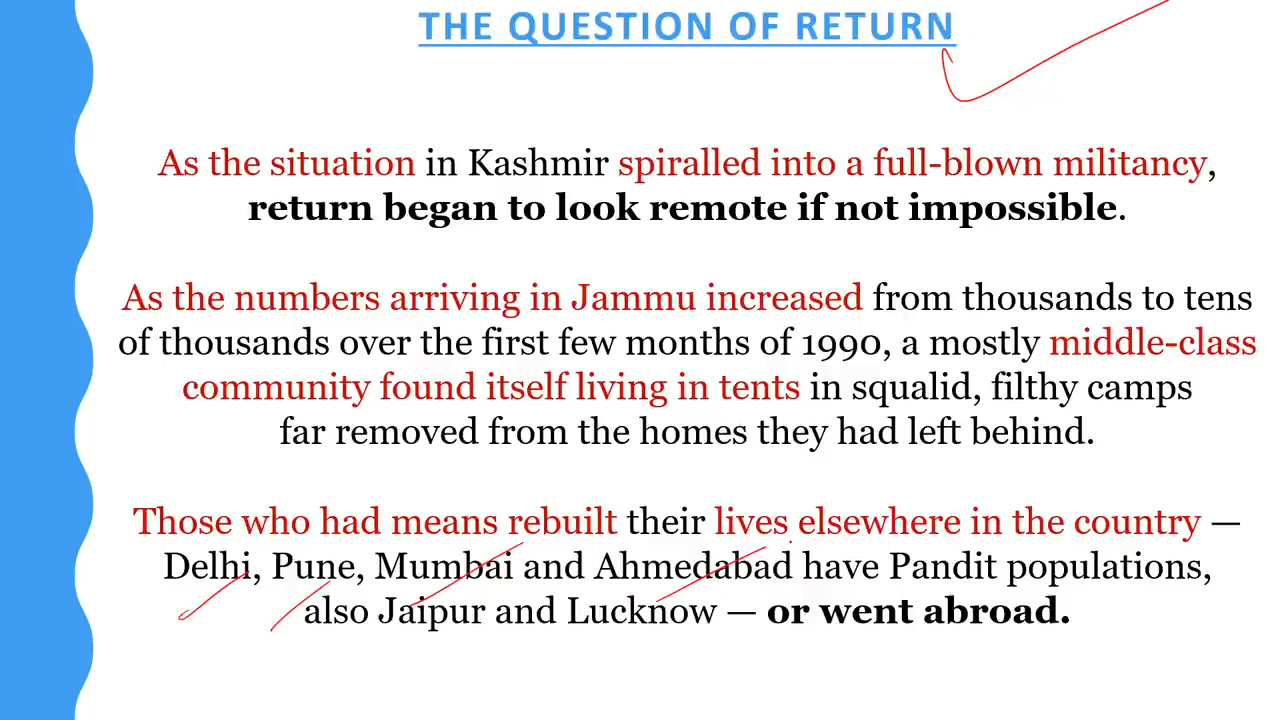 THE QUESTION OF RETURN
As the situation in Kashmir spiralled into a full-blown militancy,
return began to look remote if not impossible.
As the numbers arriving in Jammu increased from thousands to tens
of thousands over the first few months of 1990, a mostly middle-class
community found itself living in tents in squalid, filthy camps
far removed from the homes they had left behind.
Those who had means rebuilt their lives elsewhere in the country —
Delhi, Pune, Mumbai and Ahmedabad have Pandit populations,
also Jaipur and Lucknow — or went abroad.